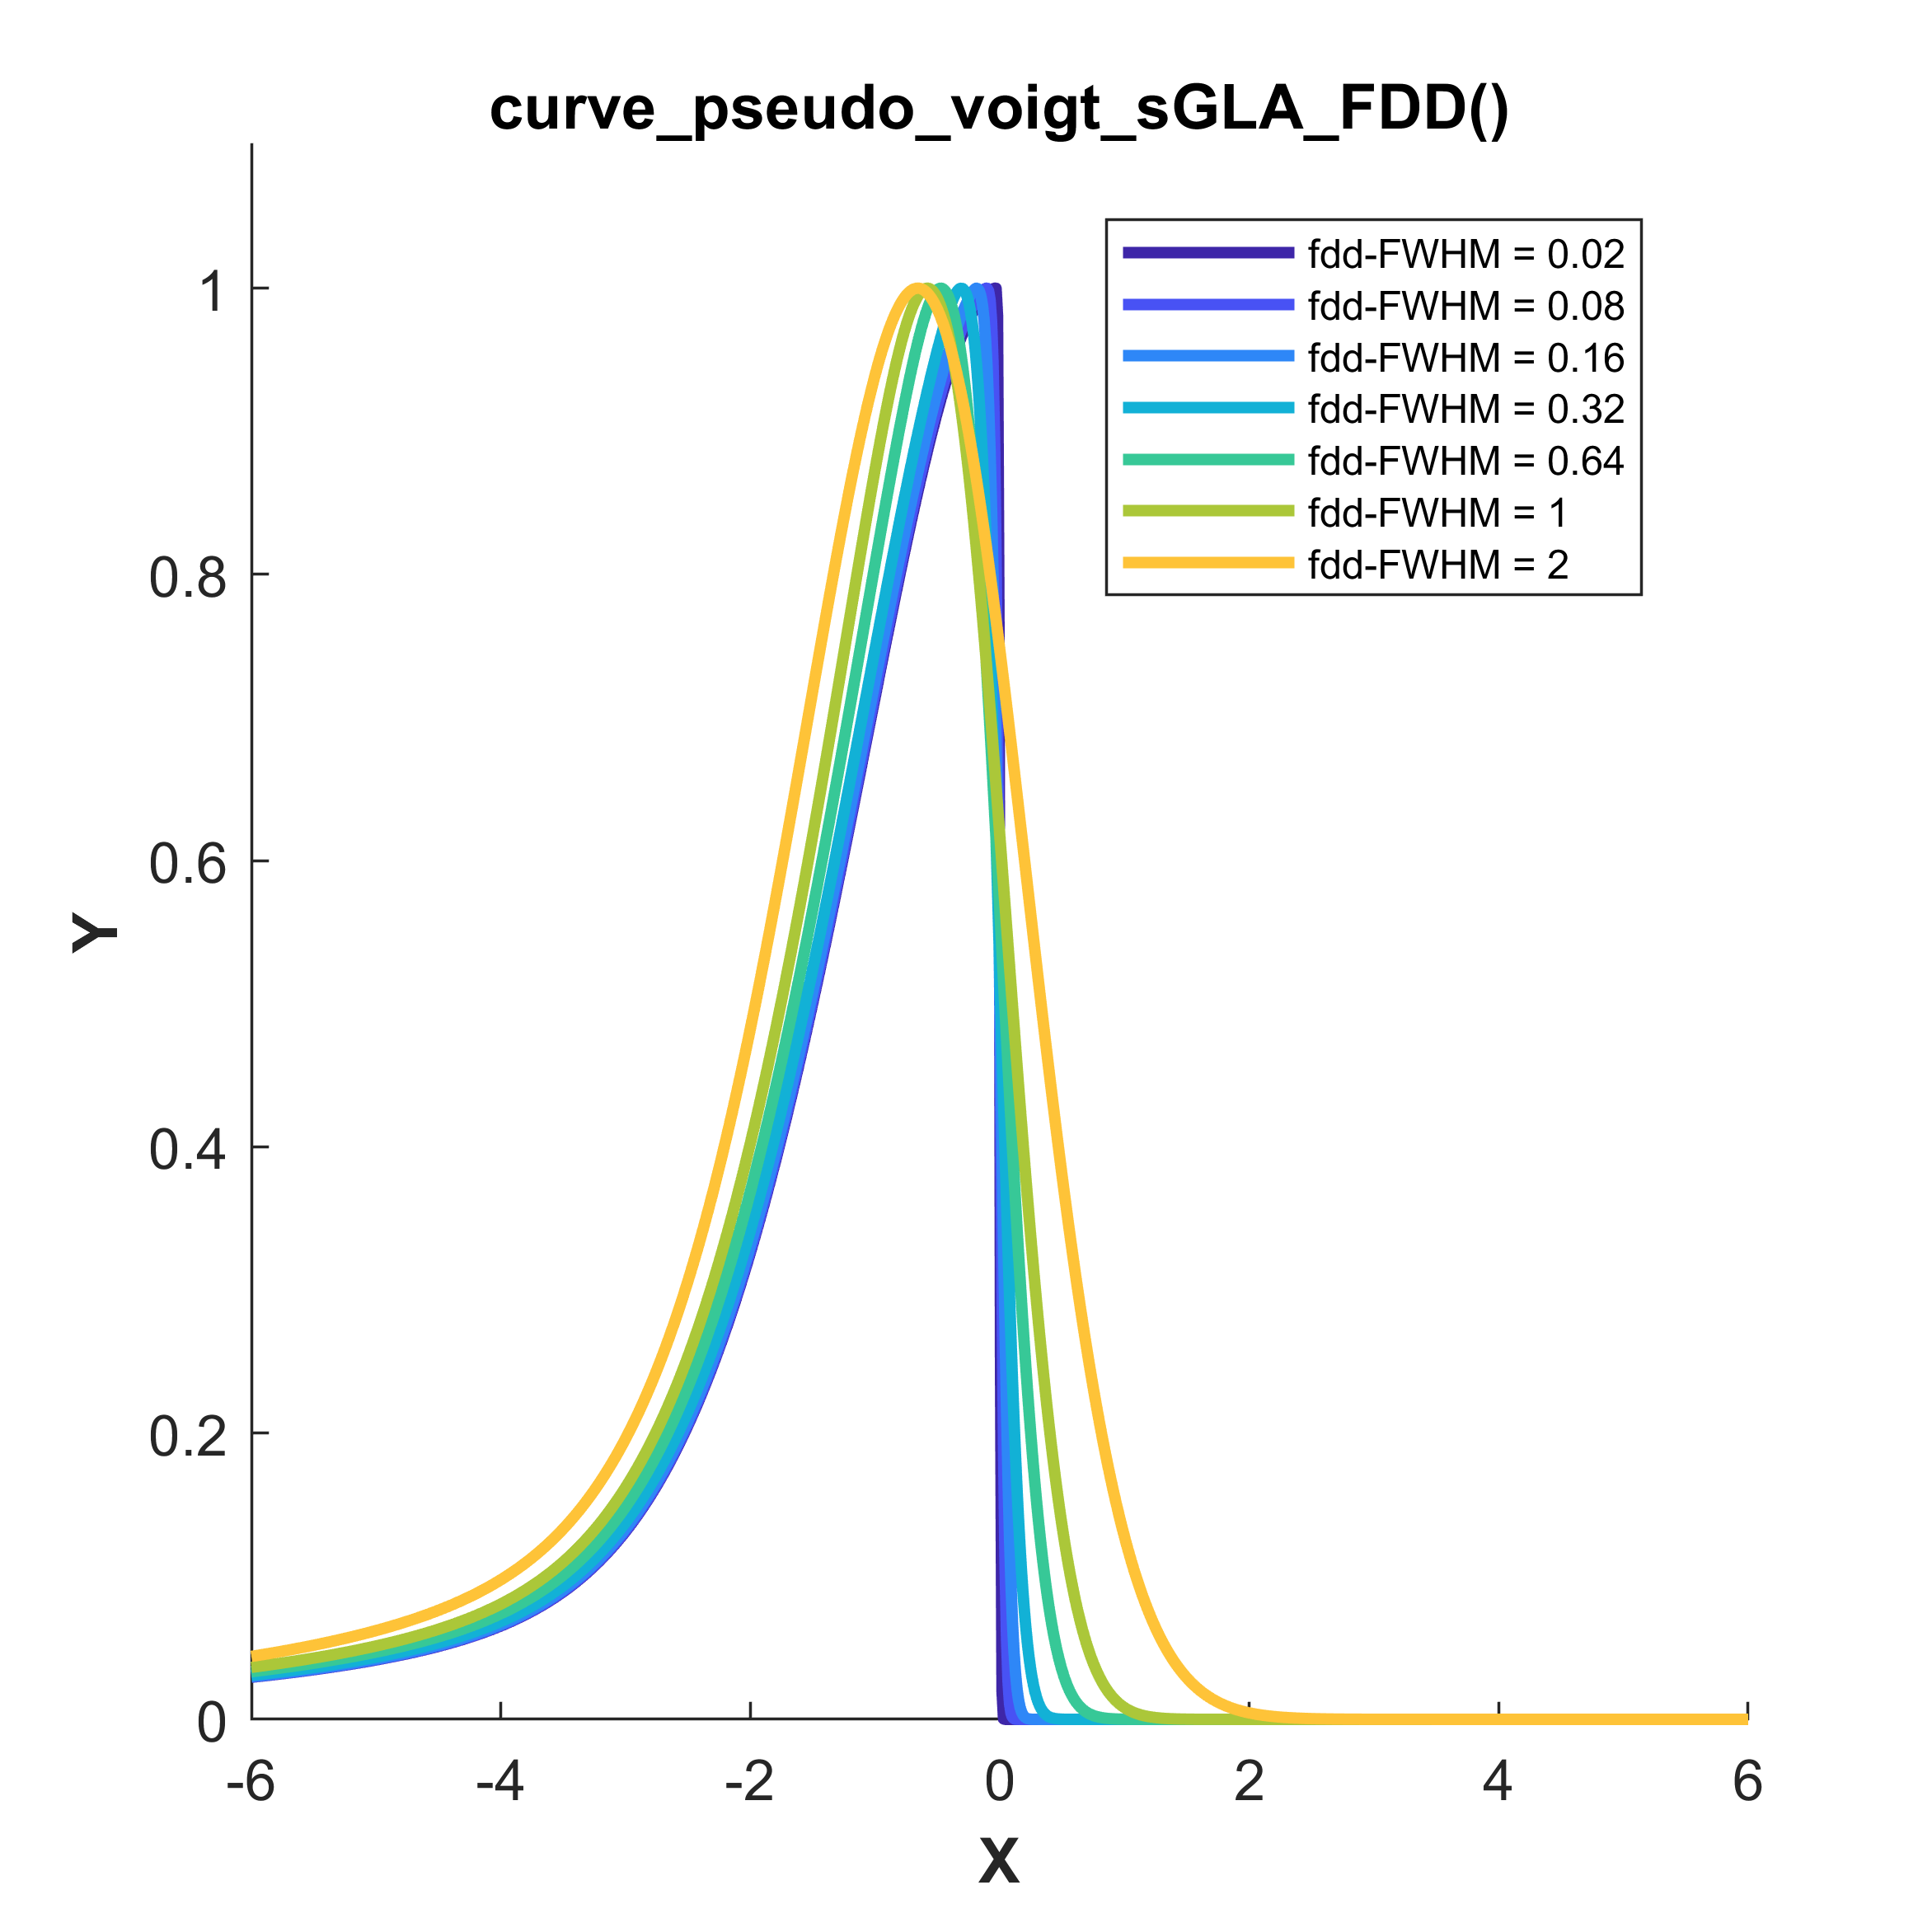 curve_pseudo_voigt_sGLA_FDD()
fdd-FWHM = 0.02
fdd-FWHM = 0.08
fdd-FWHM = 0.16
fdd-FWHM = 0.32
fdd-FWHM = 0.64
fdd-FWHM = 1
fdd-FWHM = 2
1
0.8
0.6
0.4
0.2
0
Y
-6 -4 -2 0 2 4 6
X